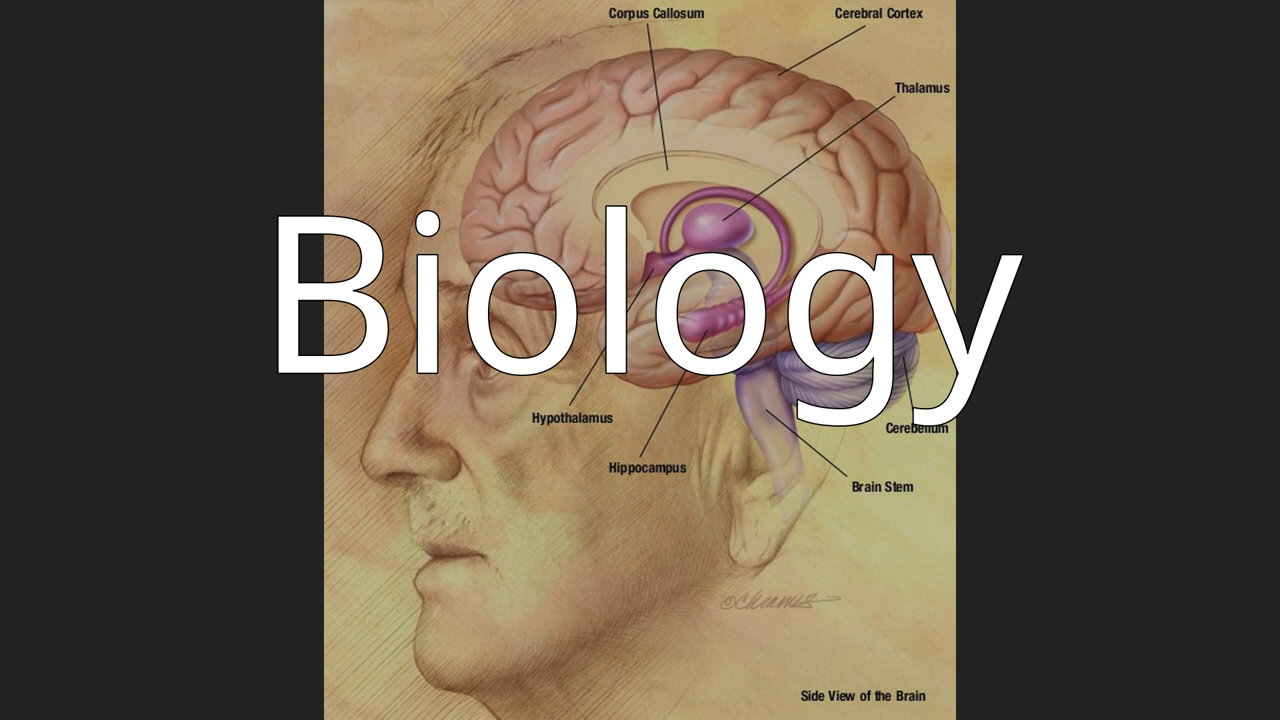 Corpus Callosum
Cerebral Cortex
Thalamus
Biology
Hypothalamus
Cerebellum
Hippocampus
Brain Stem
Side View of the Brain